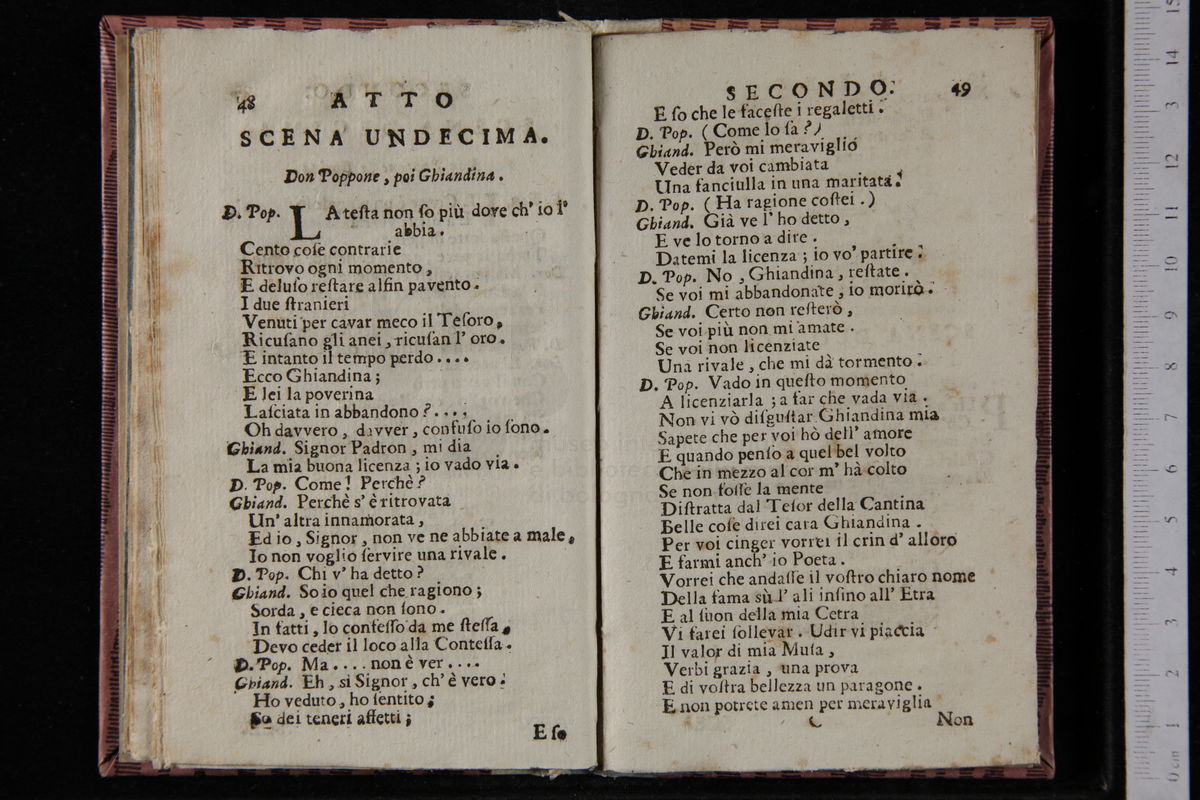 48 ATTO
SCENA UNDECIMA.
Don Poppone, poi Ghiandina.
D. Pop. LA testa non so più dove ch' io l'
abbia.
Cento cose contrarie
Ritrovo ogni momento,
E deluso restare alfin pavento.
I due stranieri
Venuti per cavar meco il Tesoro,
Ricusano gli anei, ricusan l' oro.
E intanto il tempo perdo....
Ecco Ghiandina;
E lei la poverina
Lasciata in abbandono?....
Oh davvero, davver, confuso io sono.
Ghiand. Signor Padron, mi dia
La mia buona licenza; io vado via.
D. Pop. Come! Perchè?
Ghiand. Perchè s' è ritrovata
Un' altra innamorata,
Ed io, Signor, non ve ne abbiate a male,
Io non voglio servire una rivale.
D. Pop. Chi v' ha detto?
Ghiand. So io quel che ragiono;
Sorda, e cieca non sono.
In fatti, lo confesso da me stessa,
Devo ceder il loco alla Contessa.
D. Pop. Ma.... non è ver....
Ghiand. Eh, si Signor, ch' è vero:
Ho veduto, ho sentito;
So dei teneri affetti;
E so
SECONDO. 49
E so che le faceste i regaletti.
D. Pop. (Come lo sa?)
Ghiand. Però mi meraviglio
Veder da voi cambiata
Una fanciulla in una maritata.
D. Pop. (Ha ragione costei.)
Ghiand. Già ve l' ho detto,
E ve lo torno a dire.
Datemi la licenza; io vo' partire.
D. Pop. No, Ghiandina, restate.
Se voi mi abbandonate, io morirò.
Ghiand. Certo non resterò,
Se voi più non mi amate.
Se voi non licenziate
Una rivale, che mi dà tormento.
D. Pop. Vado in questo momento
A licenziarla; a far che vada via.
Non vi vò disgustar Ghiandina mia
Sapete che per voi hò dell' amore
E quando penso a quel bel volto
Che in mezzo al cor m' hà colto
Se non fosse la mente
Distratta dal Tesor della Cantina
Belle cose direi cara Ghiandina.
Per voi cinger vorrei il crin d' alloro
E farmi anch' io Poeta.
Vorrei che andasse il vostro chiaro nome
Della fama sù l' ali insino all' Etra
E al suon della mia Cetra
Vi farei sollevar. Udir vi piaccia
Il valor di mia Musa,
Verbi grazia, una prova
E di vostra bellezza un paragone.
E non potrete amen per meraviglia
C Non